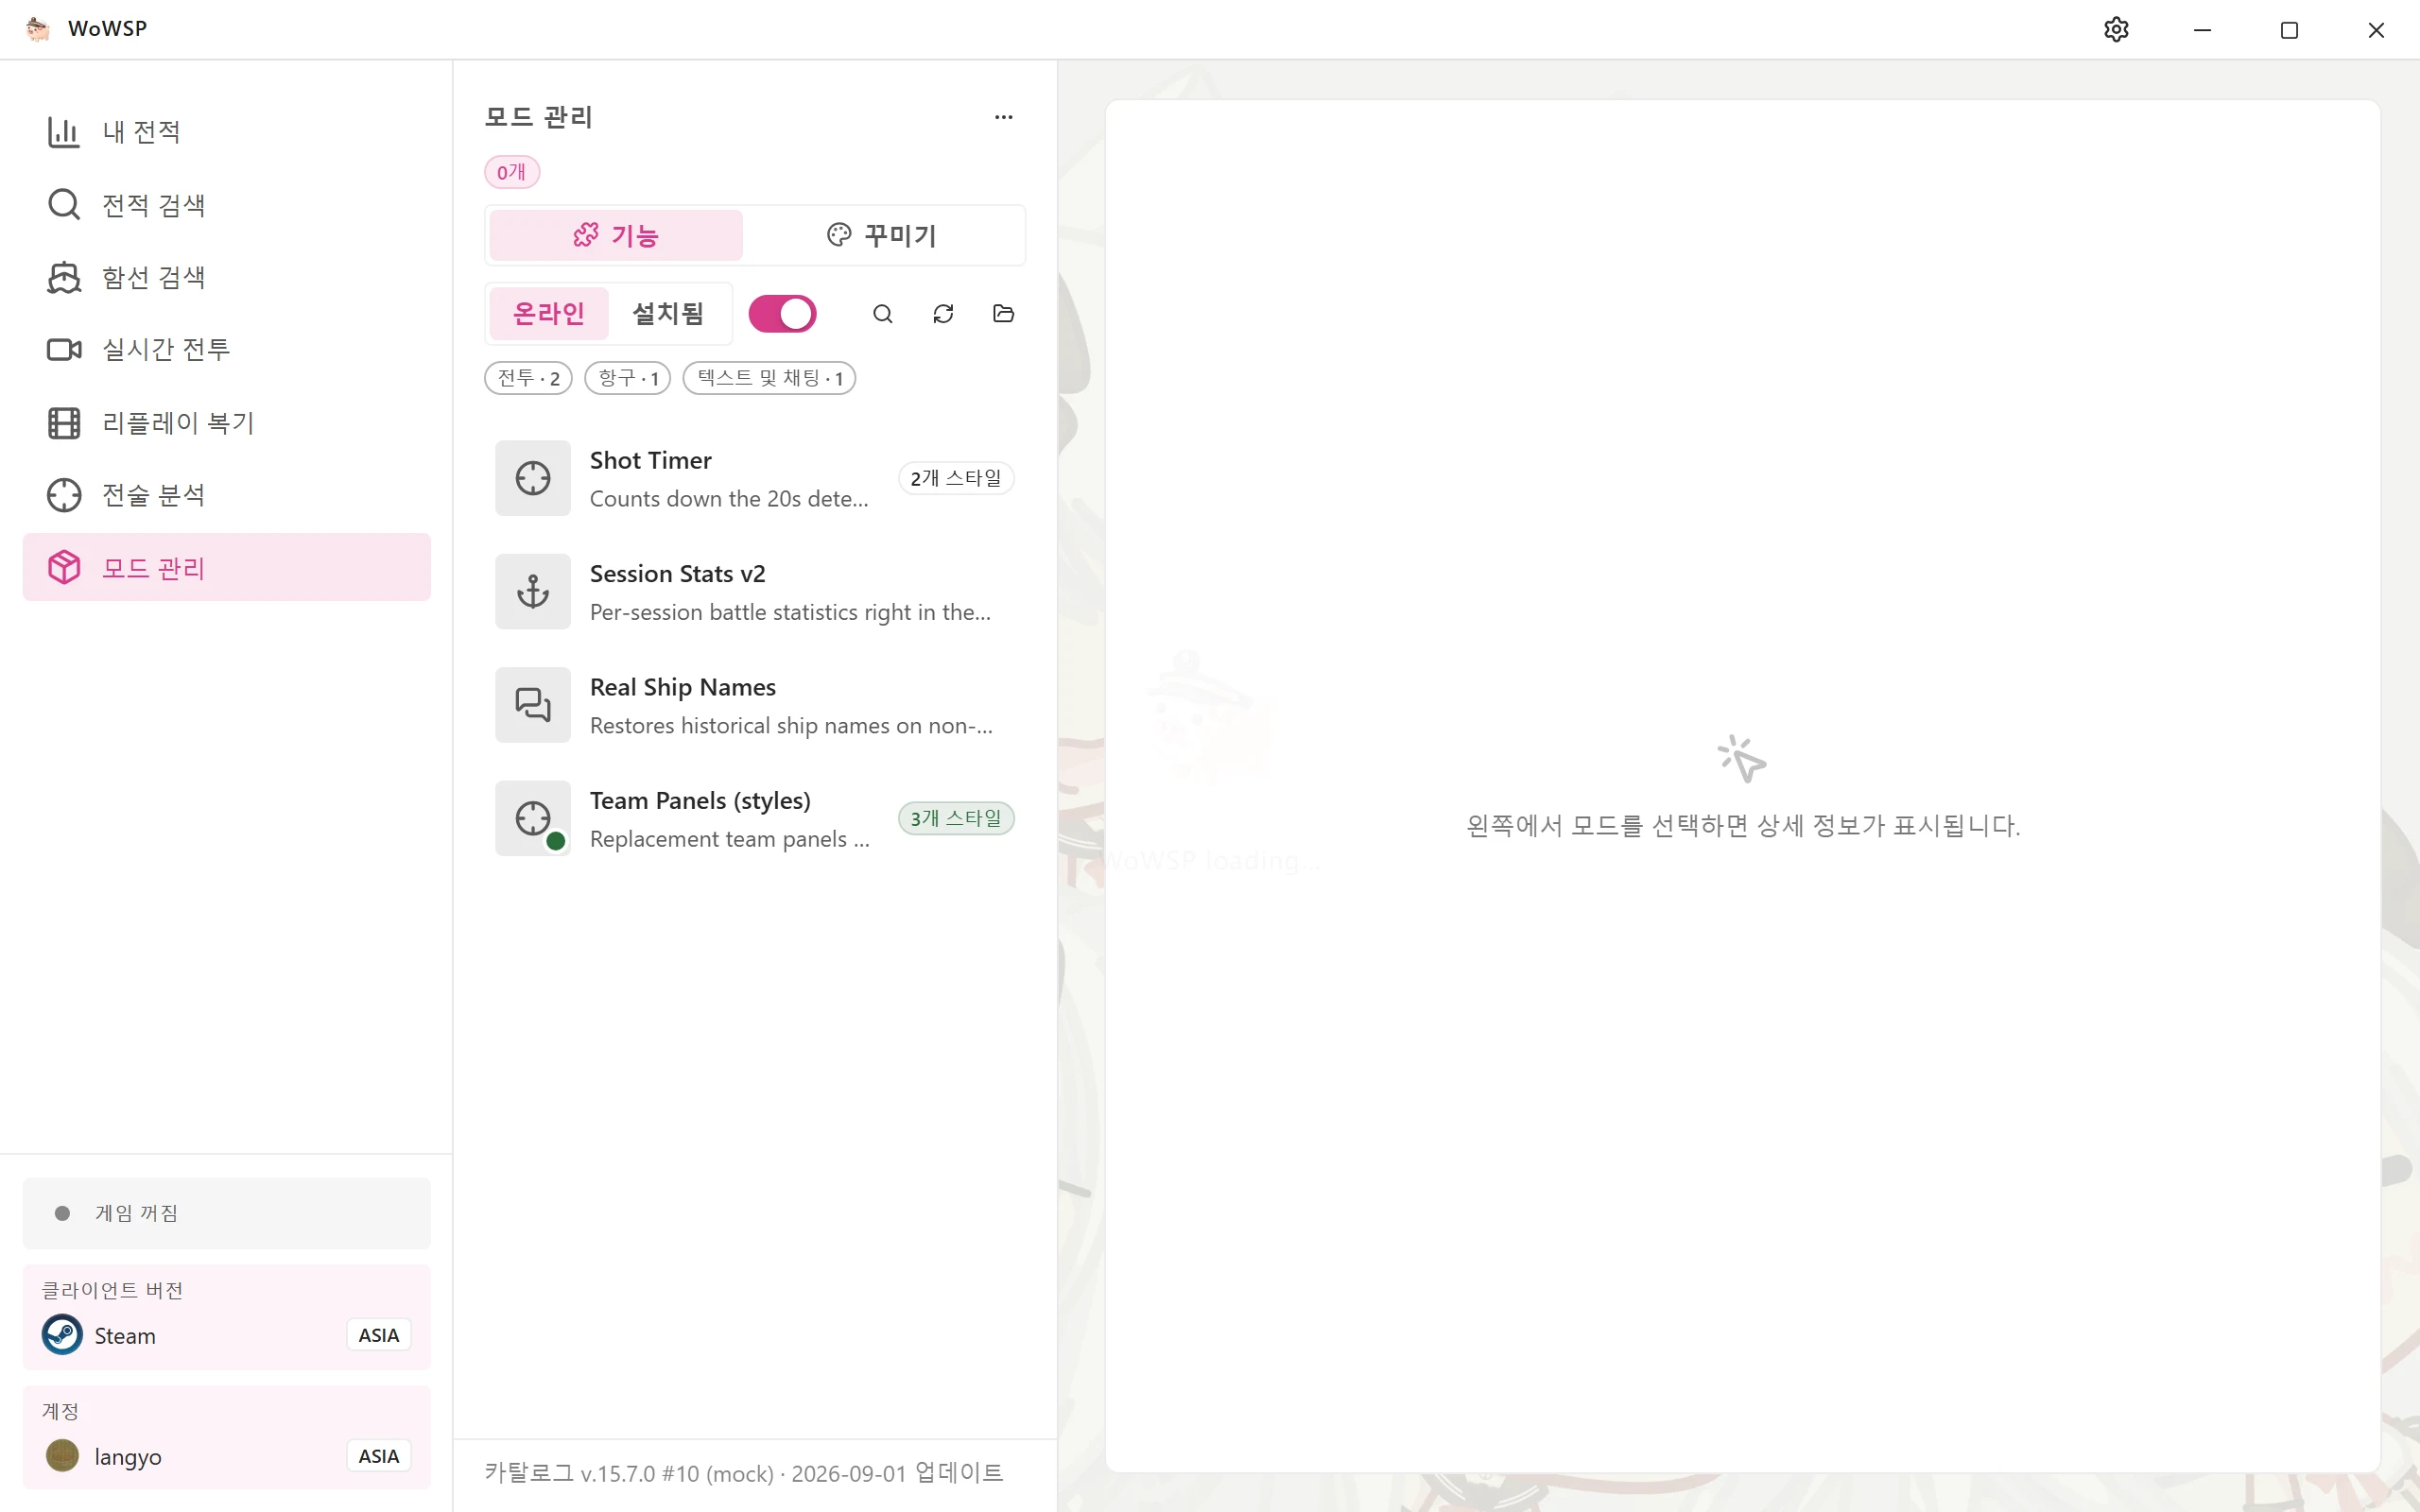 WoWSP
내 전적
전적 검색
함선 검색
실시간 전투
리플레이 복기
전술 분석
모드 관리
게임 꺼짐
클라이언트 버전
Steam ASIA
계정
langyo ASIA
모드 관리
0개
기능 꾸미기
온라인 설치됨
전투 · 2 항구 · 1 텍스트 및 채팅 · 1
Shot Timer
Counts down the 20s dete...
2개 스타일
Session Stats v2
Per-session battle statistics right in the...
Real Ship Names
Restores historical ship names on non-...
Team Panels (styles)
Replacement team panels ...
3개 스타일
카탈로그 v.15.7.0 #10 (mock) · 2026-09-01 업데이트
WoWSP loading...
왼쪽에서 모드를 선택하면 상세 정보가 표시됩니다.